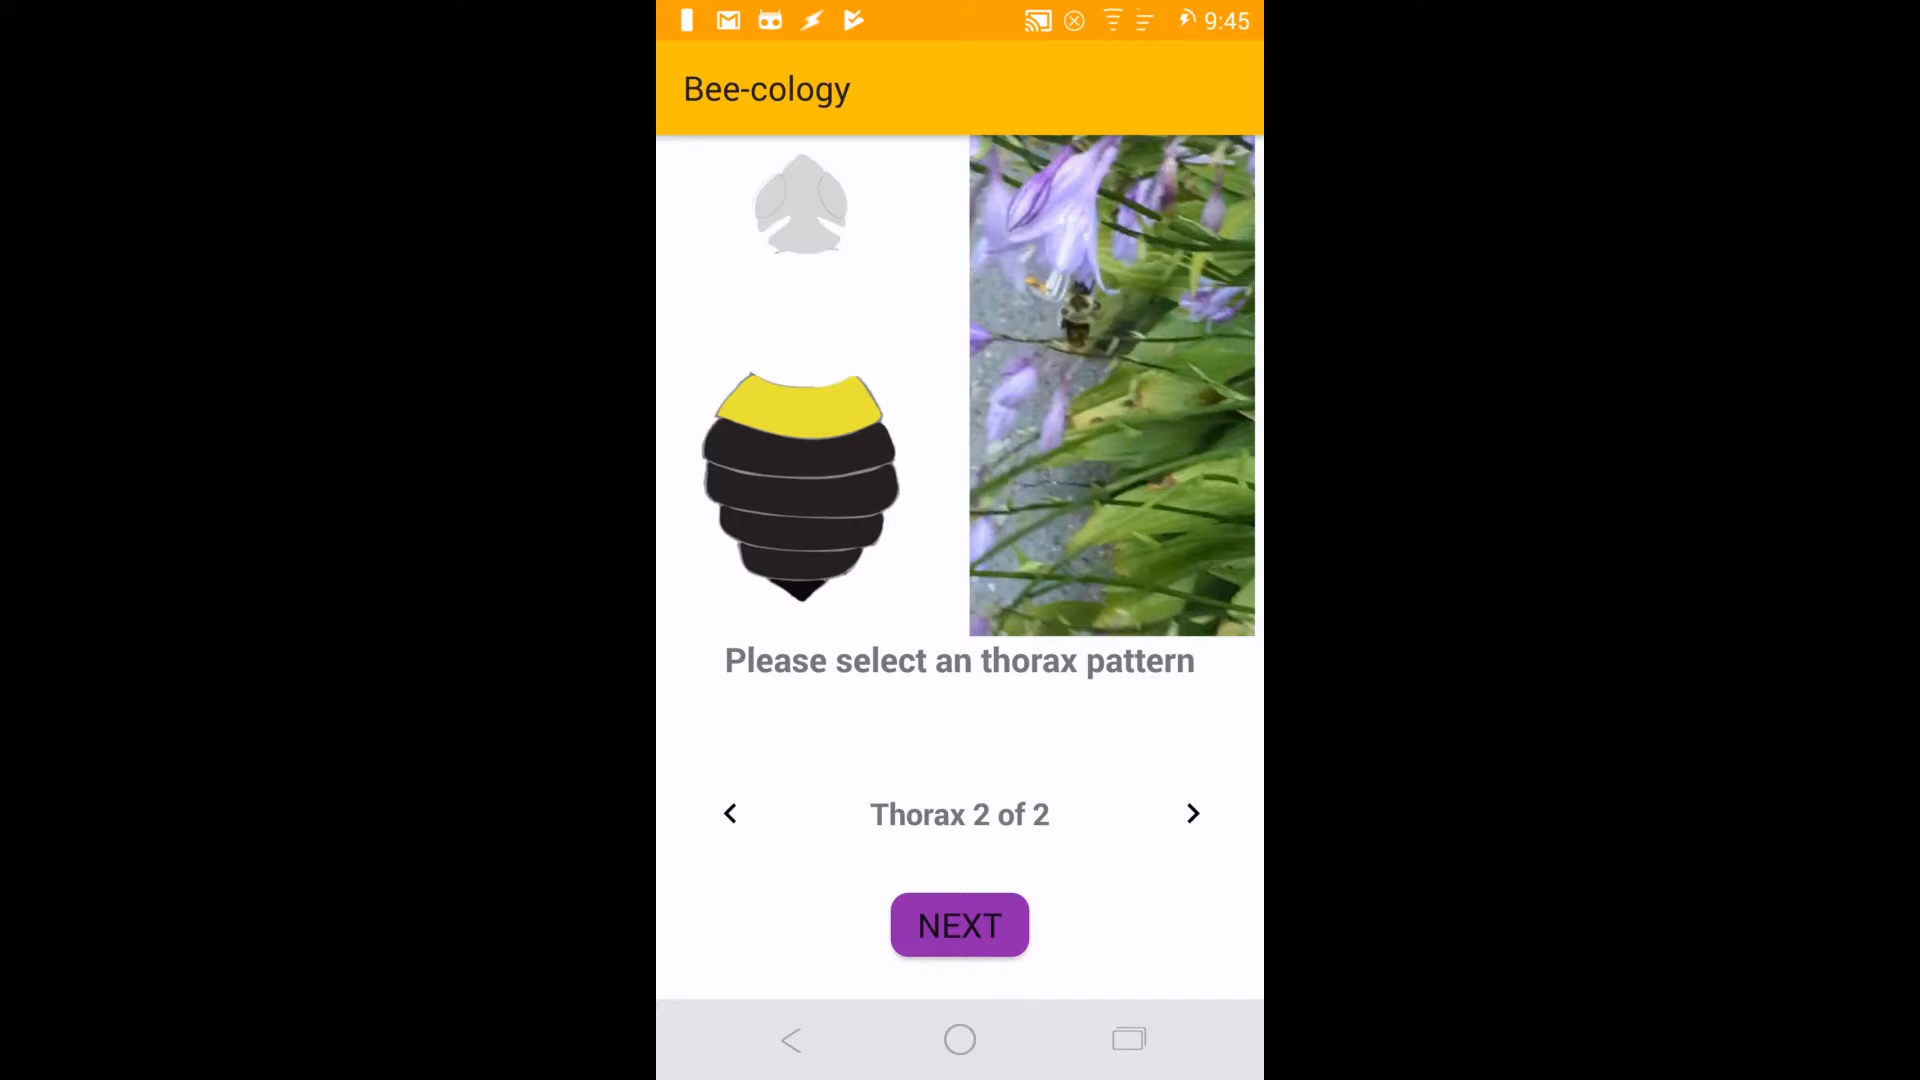 9:45
Bee-cology
Please select an thorax pattern
Thorax 2 of 2
NEXT